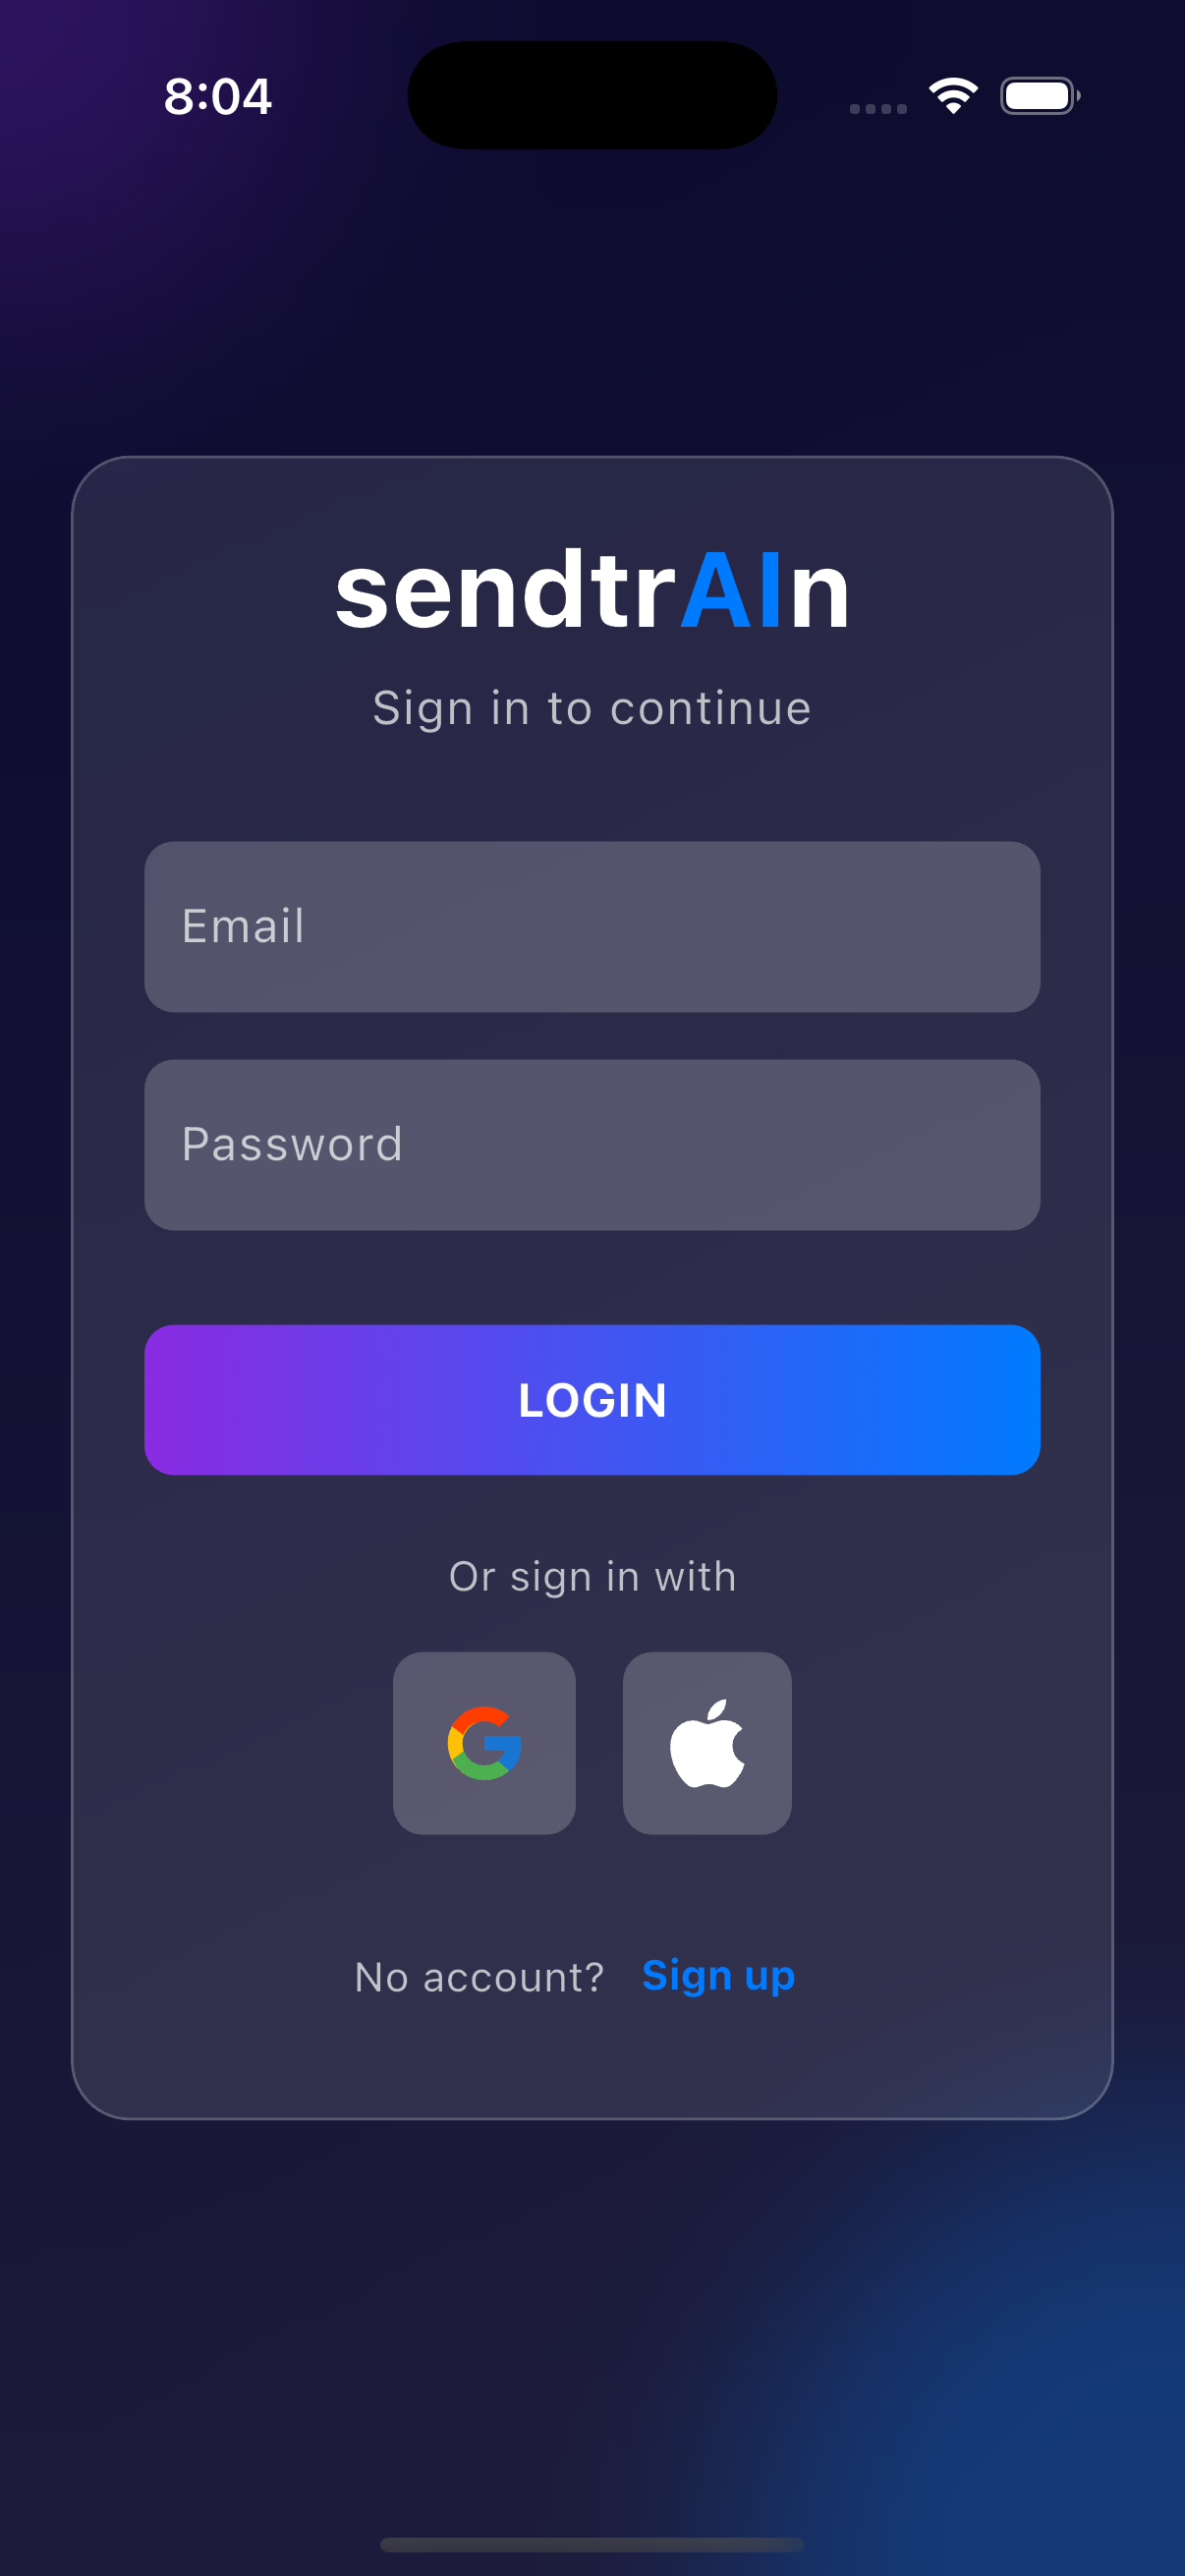 8:04
sendtrAIn
Sign in to continue
Email
Password
LOGIN
Or sign in with
No account? Sign up